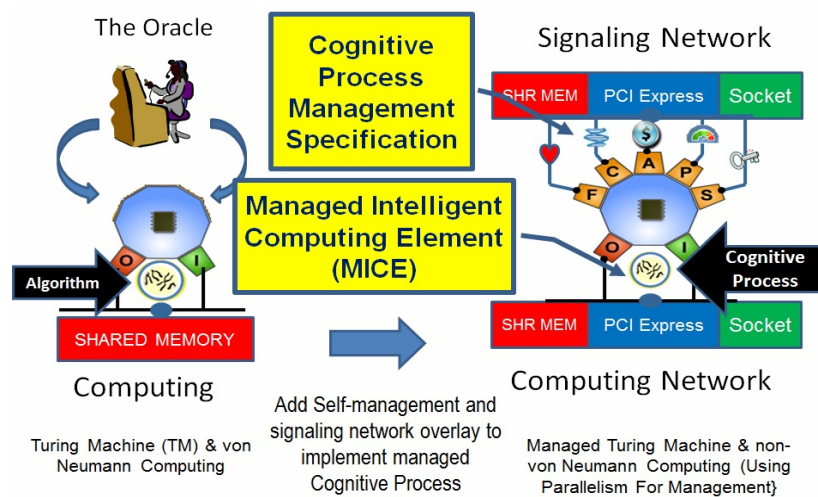 The Oracle
Cognitive
Process
Management
Specification
Signaling Network
SHR MEM
PCI Express
Socket
$
F
C
A
P
S
Managed Intelligent
Computing Element
(MICE)
O
I
O
I
Algorithm
Cognitive
Process
SHARED MEMORY
SHR MEM
PCI Express
Socket
Computing
Computing Network
Add Self-management and
signaling network overlay to
implement managed
Cognitive Process
Turing Machine (TM) & von
Neumann Computing
Managed Turing Machine & non-
von Neumann Computing (Using
Parallelism For Management}